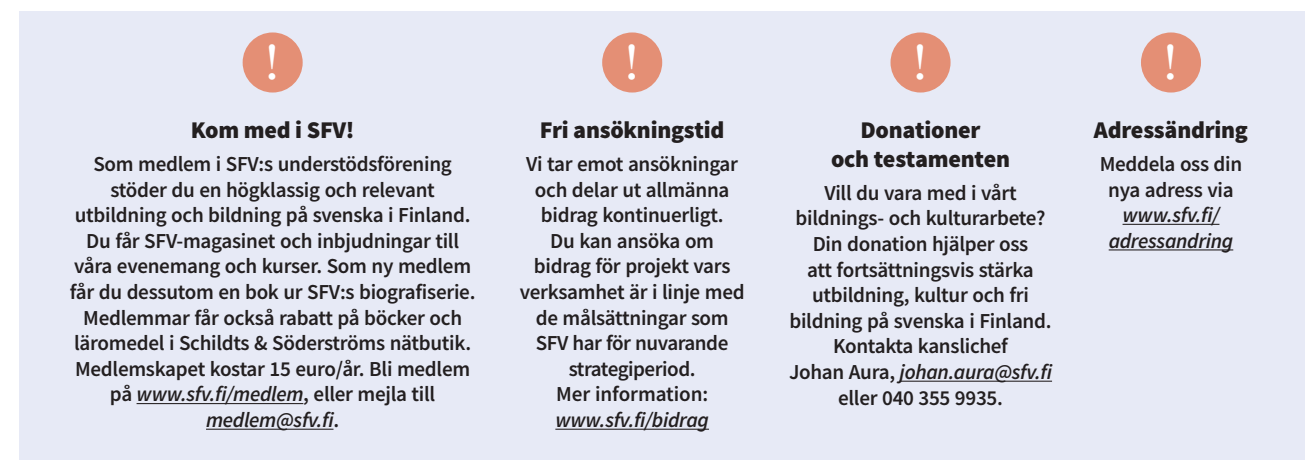 Kom med i SFV!
Som medlem i SFV:s understödsförening
stöder du en högklassig och relevant
utbildning och bildning på svenska i Finland.
Du får SFV-magasinet och inbjudningar till
våra evenemang och kurser. Som ny medlem
får du dessutom en bok ur SFV:s biografiserie.
Medlemmar får också rabatt på böcker och
läromedel i Schildts & Söderströms nätbutik.
Medlemskapet kostar 15 euro/år. Bli medlem
på www.sfv.fi/medlem, eller mejla till
medlem@sfv.fi.
Fri ansökningstid
Vi tar emot ansökningar
och delar ut allmänna
bidrag kontinuerligt.
Du kan ansöka om
bidrag för projekt vars
verksamhet är i linje med
de målsättningar som
SFV har för nuvarande
strategiperiod.
Mer information:
www.sfv.fi/bidrag
Donationer
och testamenten
Vill du vara med i vårt
bildnings- och kulturarbete?
Din donation hjälper oss
att fortsättningsvis stärka
utbildning, kultur och fri
bildning på svenska i Finland.
Kontakta kanslichef
Johan Aura, johan.aura@sfv.fi
eller 040 355 9935.
Adressändring
Meddela oss din
nya adress via
www.sfv.fi/
adressandring